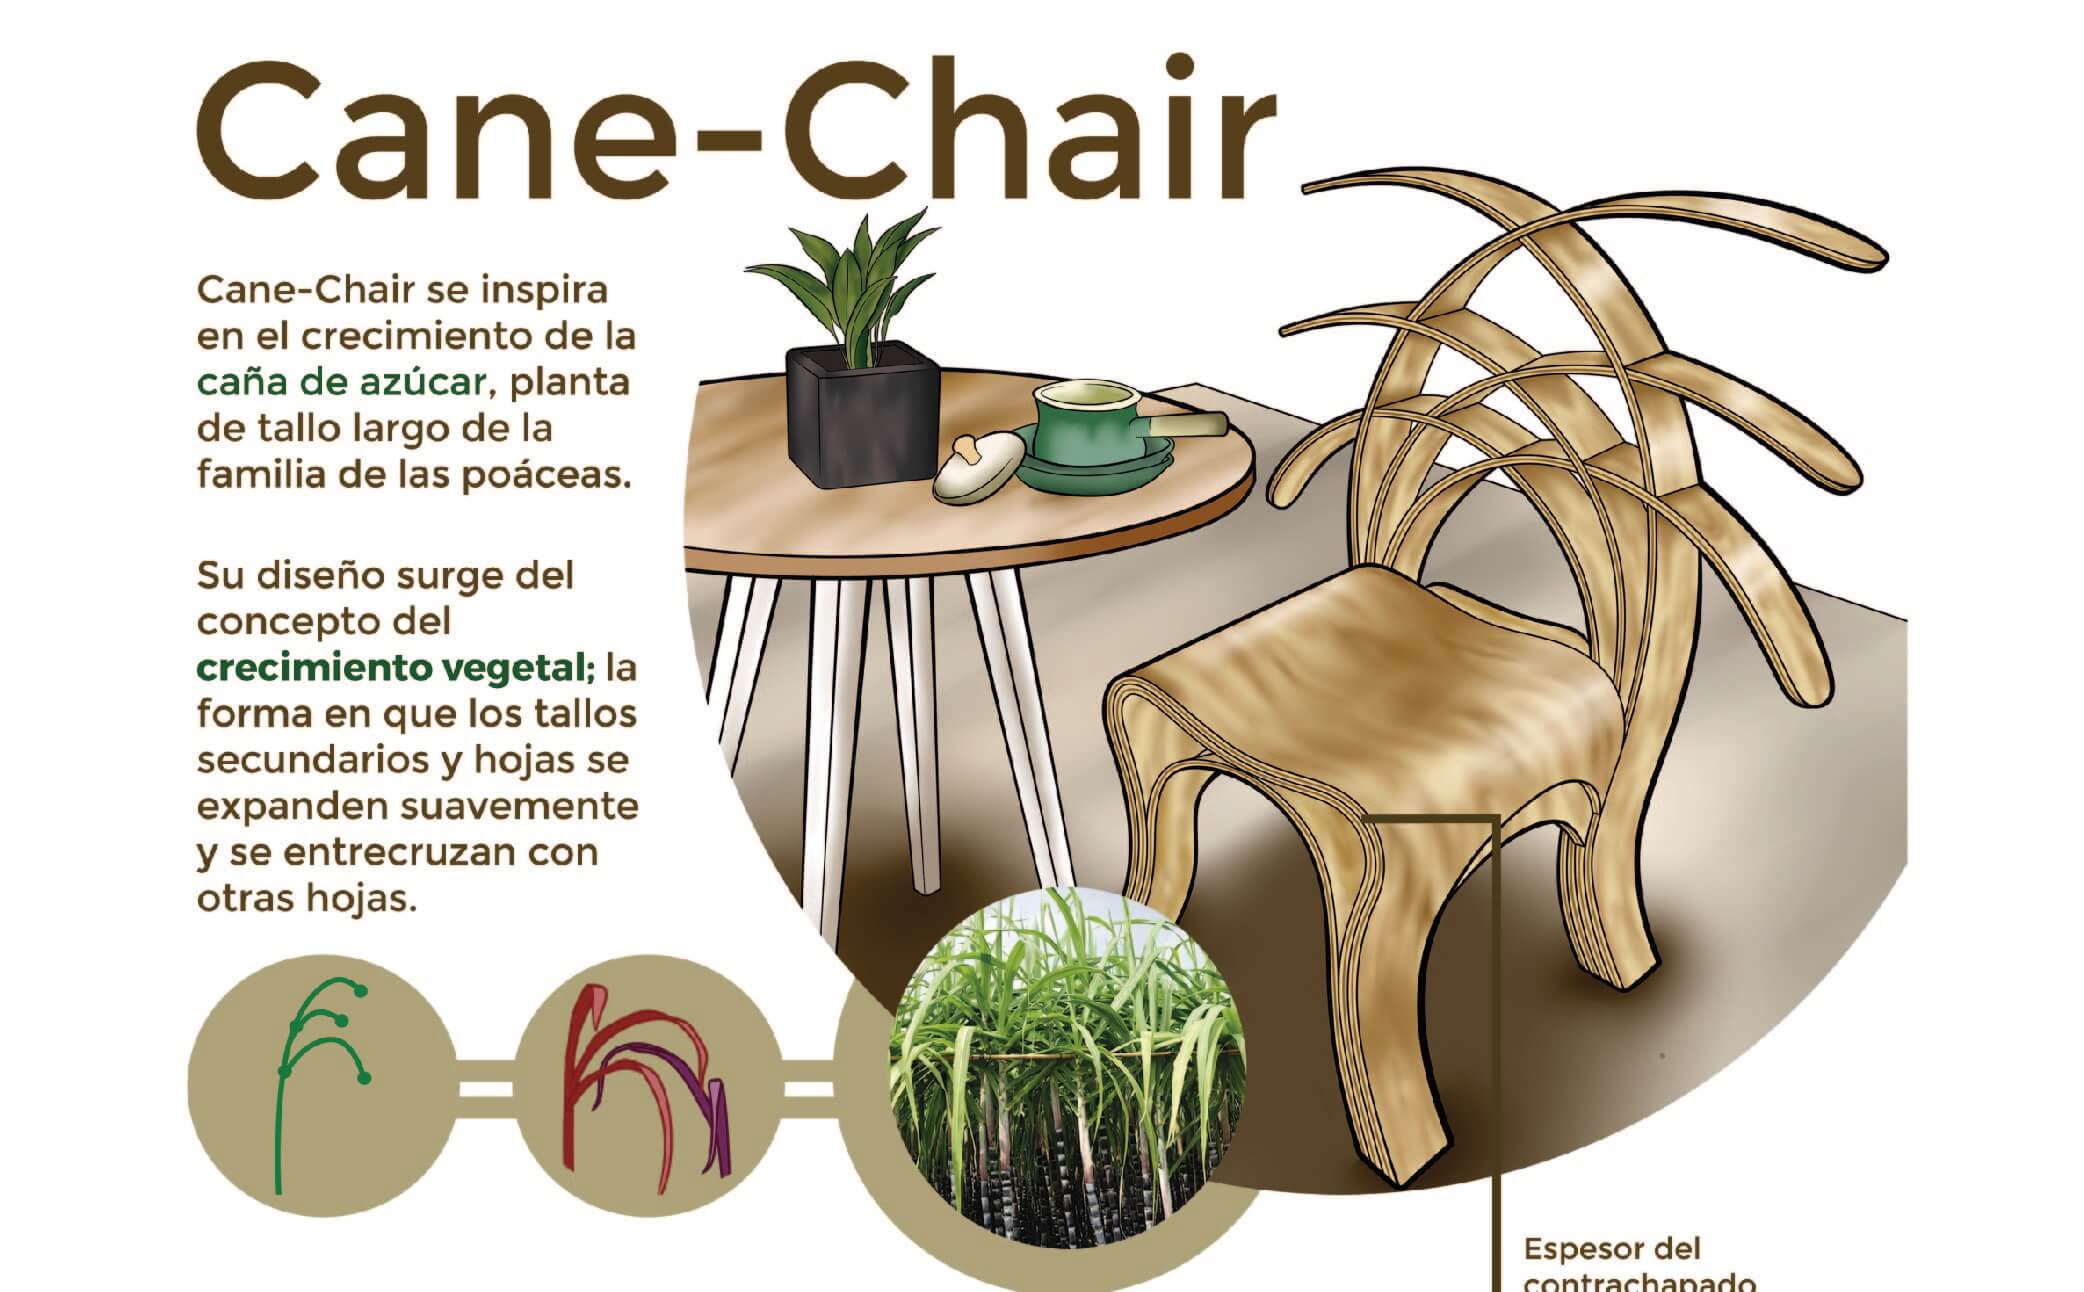 Cane-Chair
Cane-Chair se inspira
en el crecimiento de la
caña de azúcar, planta
de tallo largo de la
familia de las poáceas.
Su diseño surge del
concepto del
crecimiento vegetal; la
forma en que los tallos
secundarios y hojas se
expanden suavemente
y se entrecruzan con
otras hojas.
Espesor del
contrachapado